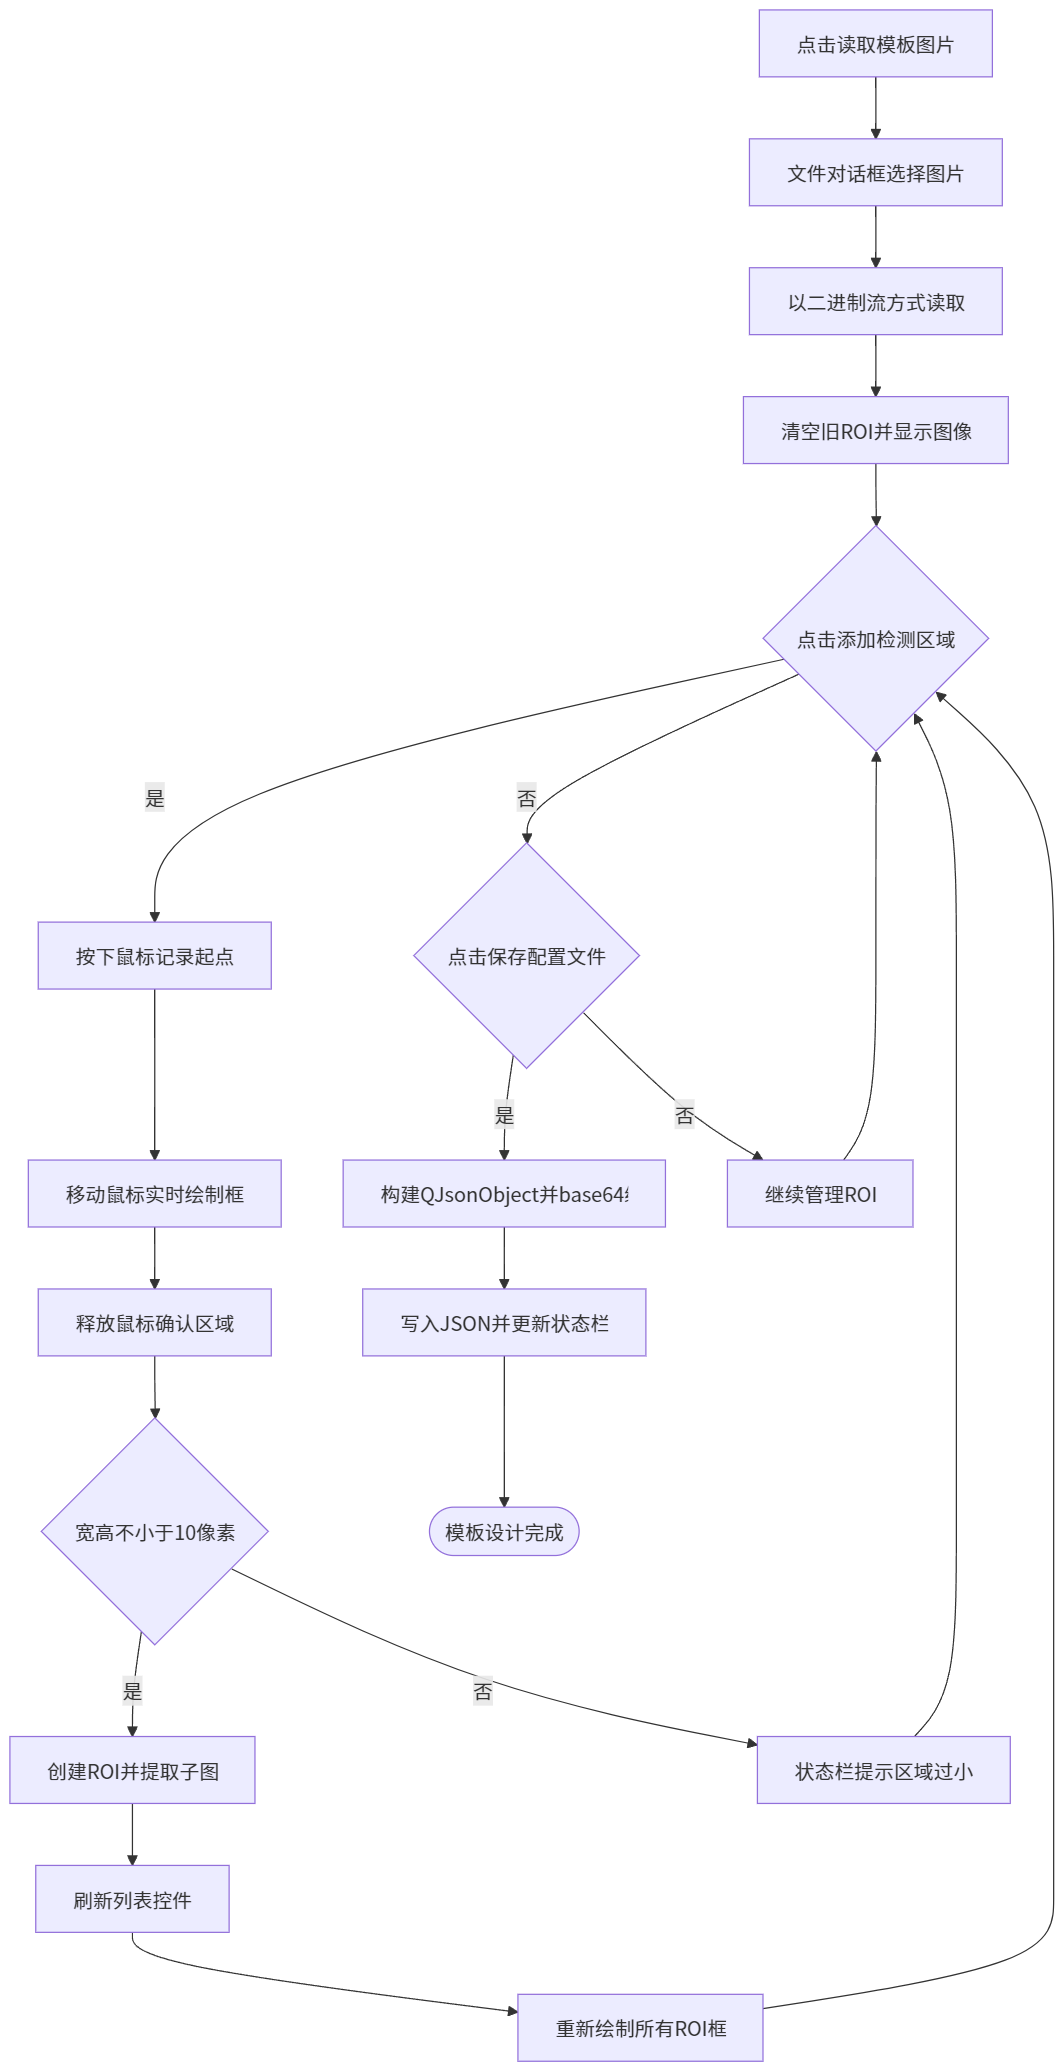 点击读取模板图片
文件对话框选择图片
以二进制流方式读取
清空旧ROI并显示图像
点击添加检测区域
是
否
按下鼠标记录起点
点击保存配置文件
是
否
移动鼠标实时绘制框
构建QJsonObject并base64
继续管理ROI
释放鼠标确认区域
写入JSON并更新状态栏
宽高不小于10像素
模板设计完成
是
否
创建ROI并提取子图
状态栏提示区域过小
刷新列表控件
重新绘制所有ROI框